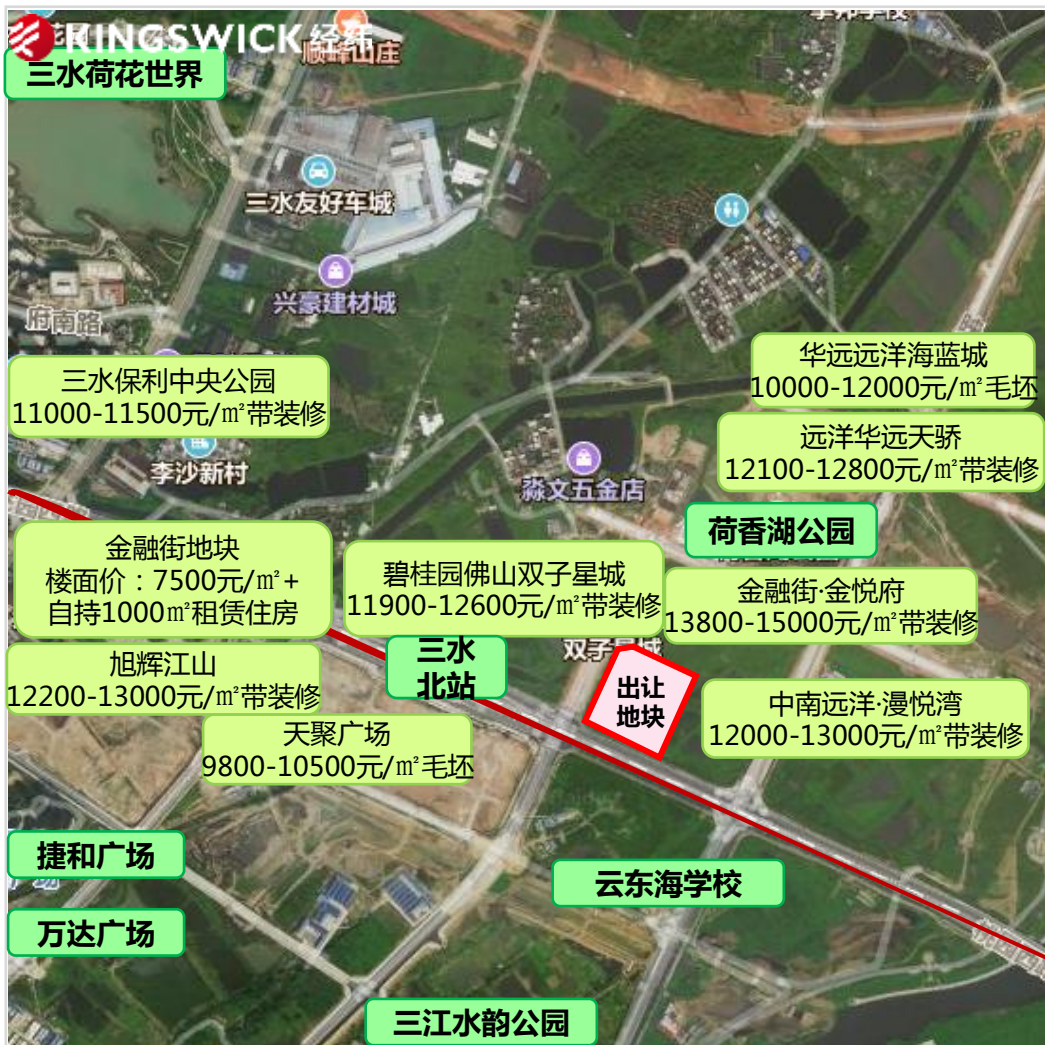 KINGSWICK 经纬
顺峰山庄
三水荷花世界
三水友好车城
兴豪建材城
府南路
三水保利中央公园
11000-11500元/㎡带装修
华远远洋海蓝城
10000-12000元/㎡毛坯
远洋华远天骄
12100-12800元/㎡带装修
李沙新村
淼文五金店
荷香湖公园
金融街地块
楼面价：7500元/㎡+
自持1000㎡租赁住房
碧桂园佛山双子星城
11900-12600元/㎡带装修
金融街·金悦府
13800-15000元/㎡带装修
双子星城
三水
北站
出让
地块
旭辉江山
12200-13000元/㎡带装修
中南远洋·漫悦湾
12000-13000元/㎡带装修
天聚广场
9800-10500元/㎡毛坯
捷和广场
云东海学校
万达广场
三江水韵公园